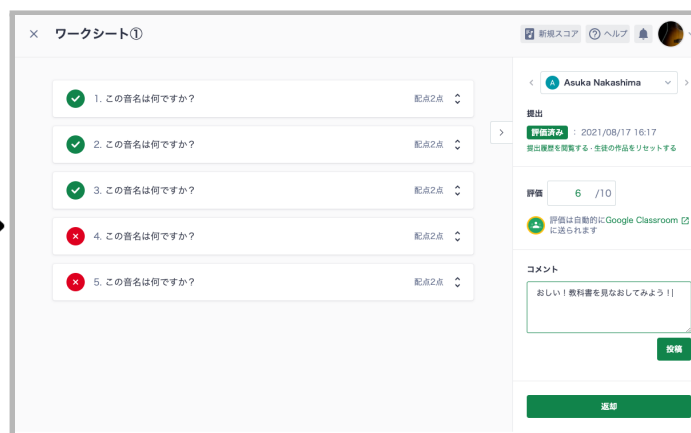 ワークシート①
新規スコア ヘルプ
1. この音名は何ですか？ 配点2点
2. この音名は何ですか？ 配点2点
3. この音名は何ですか？ 配点2点
4. この音名は何ですか？ 配点2点
5. この音名は何ですか？ 配点2点
A Asuka Nakashima
提出
評価済み : 2021/08/17 16:17
提出履歴を閲覧する・生徒の作品をリセットする
評価 6 /10
評価は自動的にGoogle Classroom
に送られます
コメント
おしい！教科書を見なおしてみよう！
投稿
返却